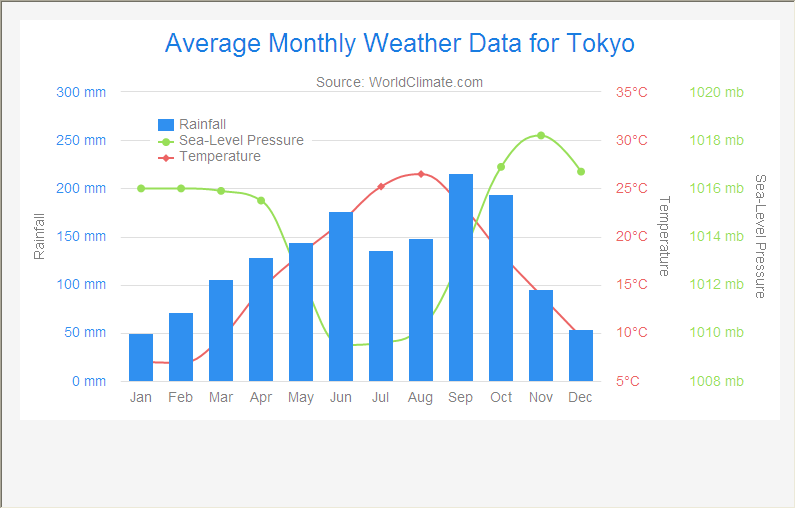 Average Monthly Weather Data for Tokyo
Source: WorldClimate.com
300 mm
250 mm
200 mm
150 mm
100 mm
50 mm
0 mm
Rainfall
Rainfall
Sea-Level Pressure
Temperature
35°C
30°C
25°C
20°C
15°C
10°C
5°C
Temperature
1020 mb
1018 mb
1016 mb
1014 mb
1012 mb
1010 mb
1008 mb
Sea-Level Pressure
Jan Feb Mar Apr May Jun Jul Aug Sep Oct Nov Dec